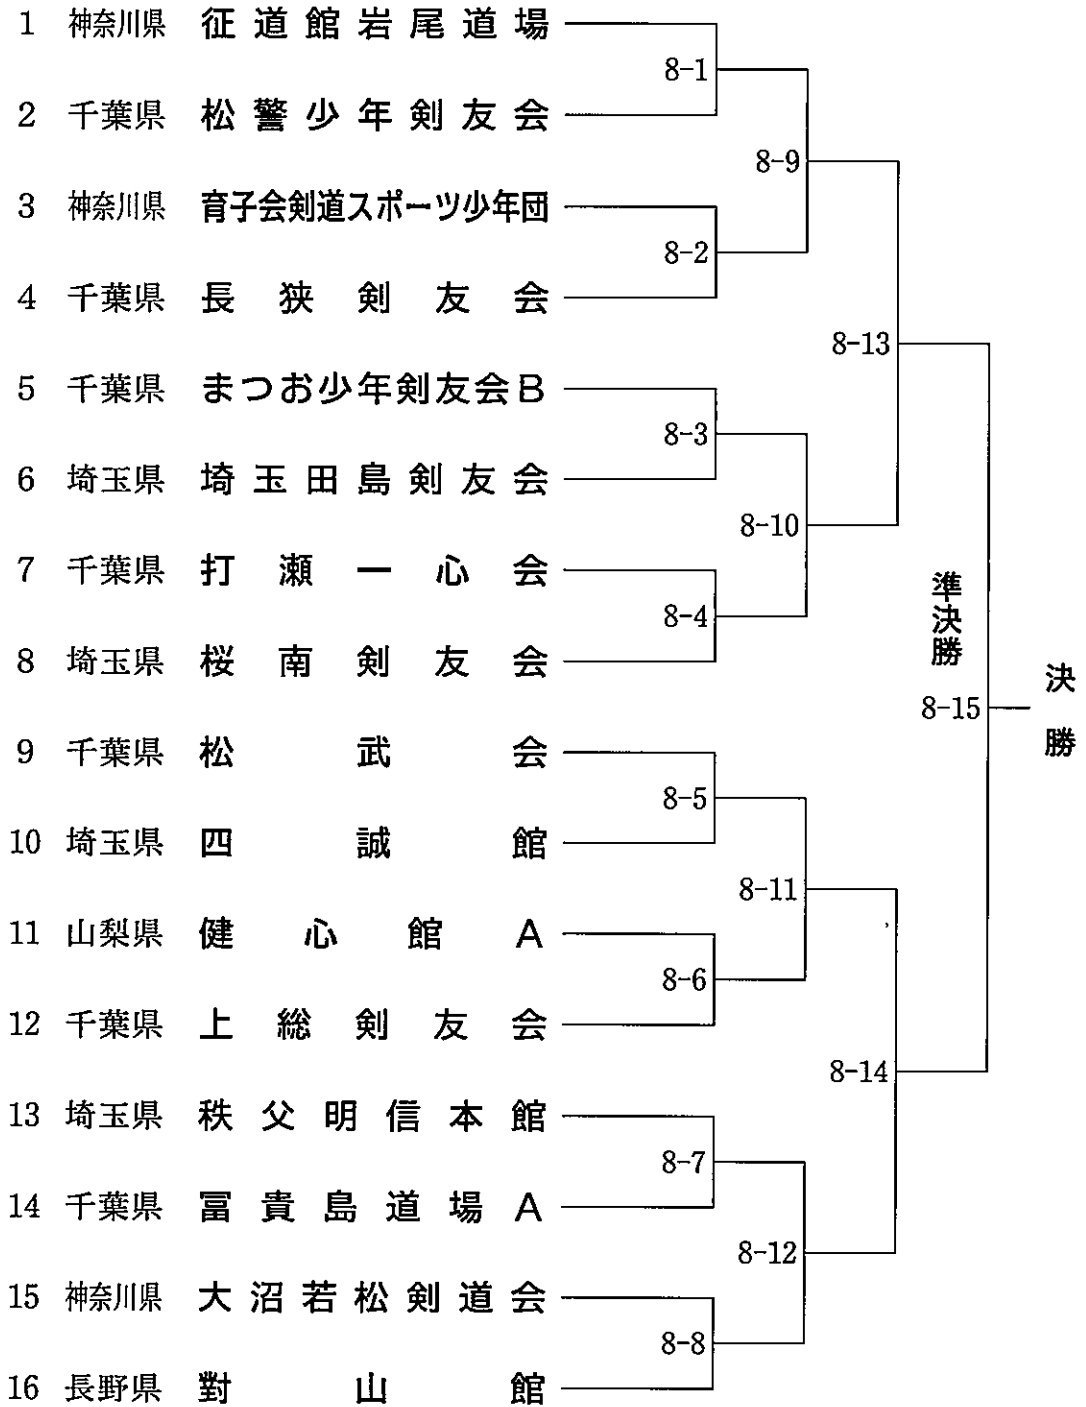 1 神奈川県 征道館岩尾道場
8-1
2 千葉県 松警少年剣友会
8-9
3 神奈川県 育子会剣道スポーツ少年団
8-2
4 千葉県 長狭剣友会
8-13
5 千葉県 まつお少年剣友会B
8-3
6 埼玉県 埼玉田島剣友会
8-10
7 千葉県 打瀬一心会
8-4
8 埼玉県 桜南剣友会
準決勝
8-15
決勝
9 千葉県 松武会
8-5
10 埼玉県 四誠館
8-11
11 山梨県 健心館A
8-6
12 千葉県 上総剣友会
8-14
13 埼玉県 秩父明信本館
8-7
14 千葉県 冨貴島道場A
8-12
15 神奈川県 大沼若松剣道会
8-8
16 長野県 對山館